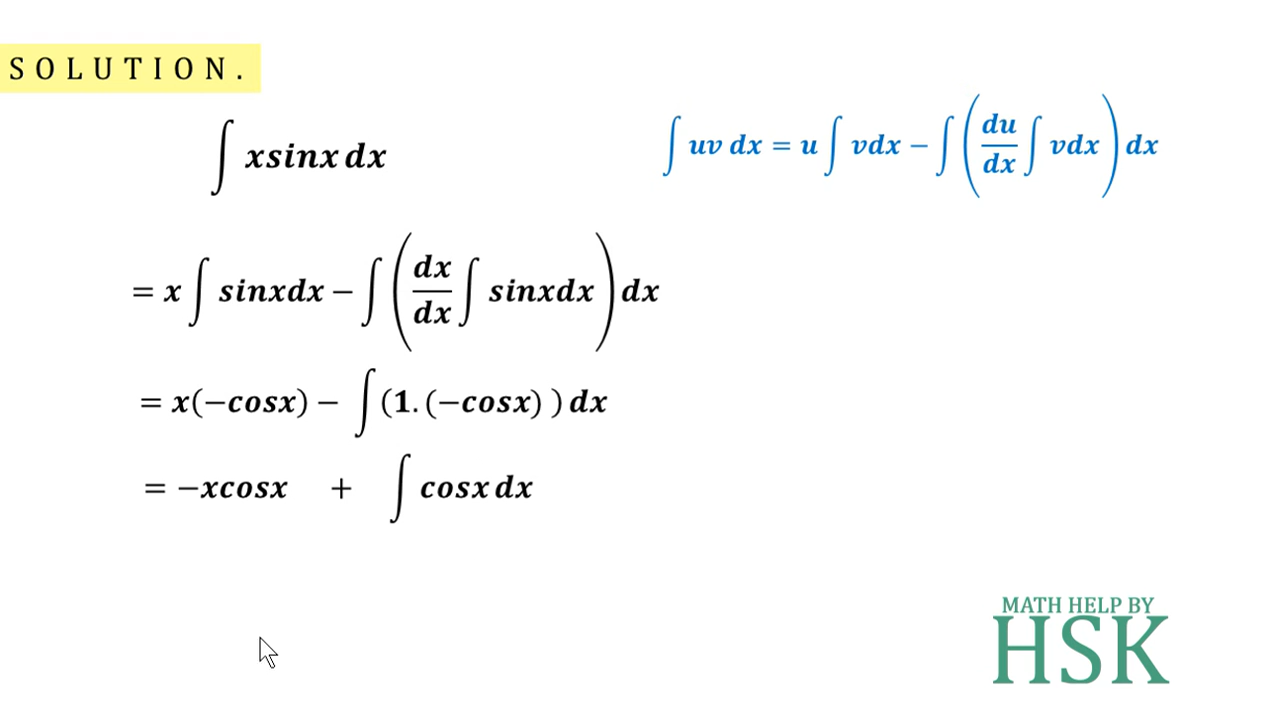 SOLUTION.
∫ xsinx dx
∫ uv dx = u ∫ vdx − ∫ (du/dx ∫ vdx) dx
= x ∫ sinxdx − ∫ (dx/dx ∫ sinxdx) dx
= x(−cosx) − ∫ (1.(−cosx) ) dx
= −xcosx + ∫ cosx dx
MATH HELP BY
HSK